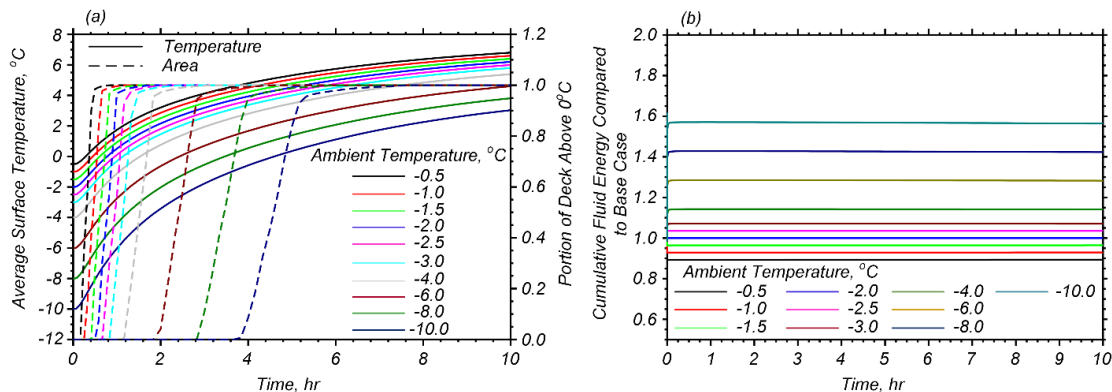 (a)
Temperature
Area
Average Surface Temperature, °C
8
6
4
2
0
-2
-4
-6
-8
-10
-12
0
2
4
6
8
10
Time, hr
1.2
1.0
0.8
0.6
0.4
0.2
0.0
Portion of Deck Above 0°C
Ambient Temperature, °C
-0.5
-1.0
-1.5
-2.0
-2.5
-3.0
-4.0
-6.0
-8.0
-10.0
(b)
Cumulative Fluid Energy Compared
to Base Case
2.0
1.8
1.6
1.4
1.2
1.0
0.8
0.6
Ambient Temperature, °C
-0.5 -2.0 -4.0 -10.0
-1.0 -2.5 -6.0
-1.5 -3.0 -8.0
0 1 2 3 4 5 6 7 8 9 10
Time, hr